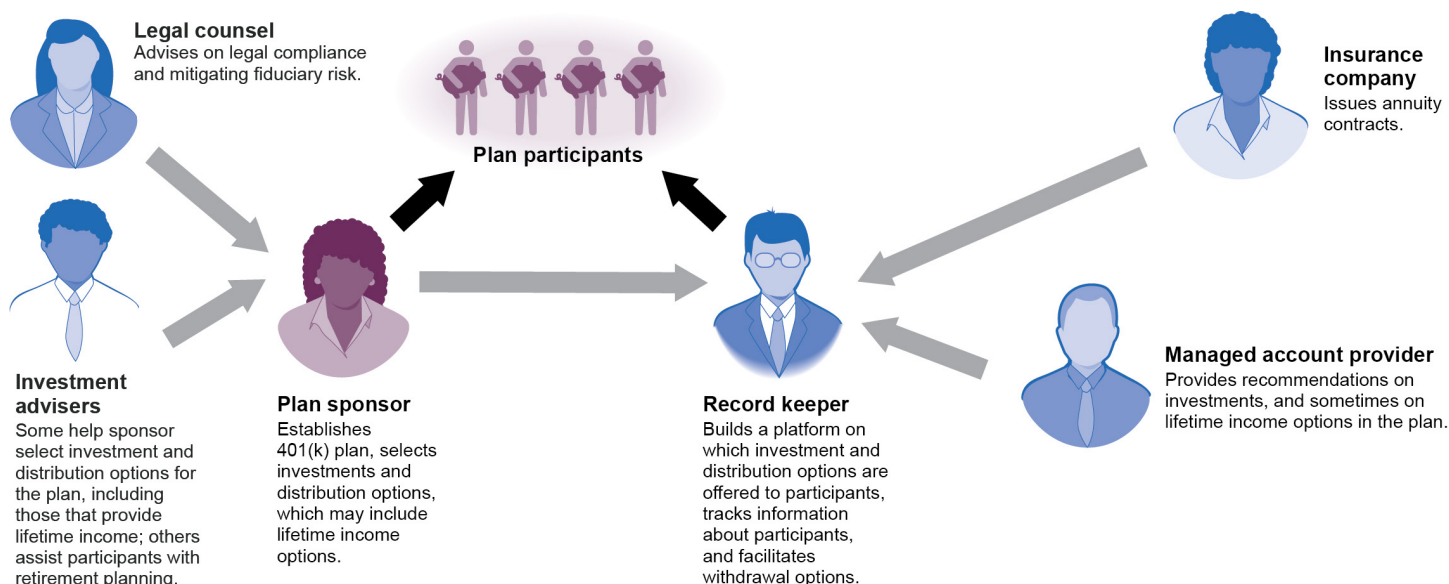 Legal counsel
Advises on legal compliance
and mitigating fiduciary risk.
Plan participants
Insurance
company
Issues annuity
contracts.
Investment
advisers
Some help sponsor
select investment and
distribution options for
the plan, including
those that provide
lifetime income; others
assist participants with
retirement planning.
Plan sponsor
Establishes
401(k) plan, selects
investments and
distribution options,
which may include
lifetime income
options.
Record keeper
Builds a platform on
which investment and
distribution options are
offered to participants,
tracks information
about participants,
and facilitates
withdrawal options.
Managed account provider
Provides recommendations on
investments, and sometimes on
lifetime income options in the plan.